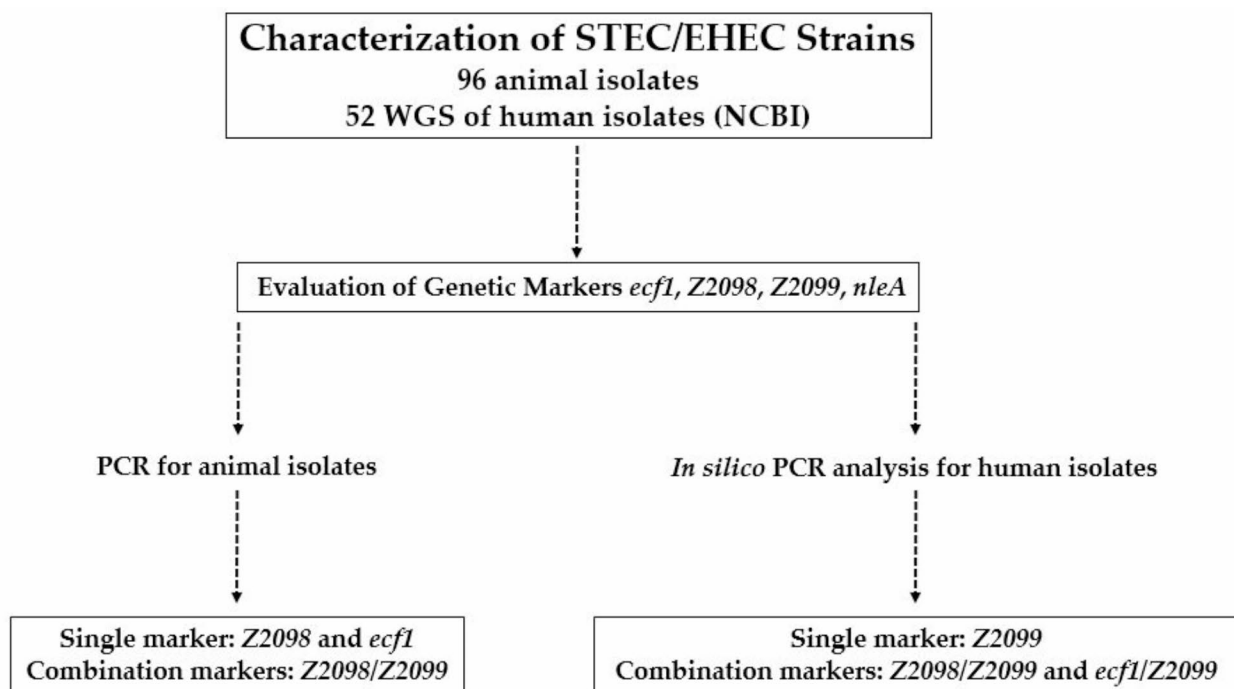 Characterization of STEC/EHEC Strains
96 animal isolates
52 WGS of human isolates (NCBI)
Evaluation of Genetic Markers ecf1, Z2098, Z2099, nleA
PCR for animal isolates
In silico PCR analysis for human isolates
Single marker: Z2098 and ecf1
Combination markers: Z2098/Z2099
Single marker: Z2099
Combination markers: Z2098/Z2099 and ecf1/Z2099